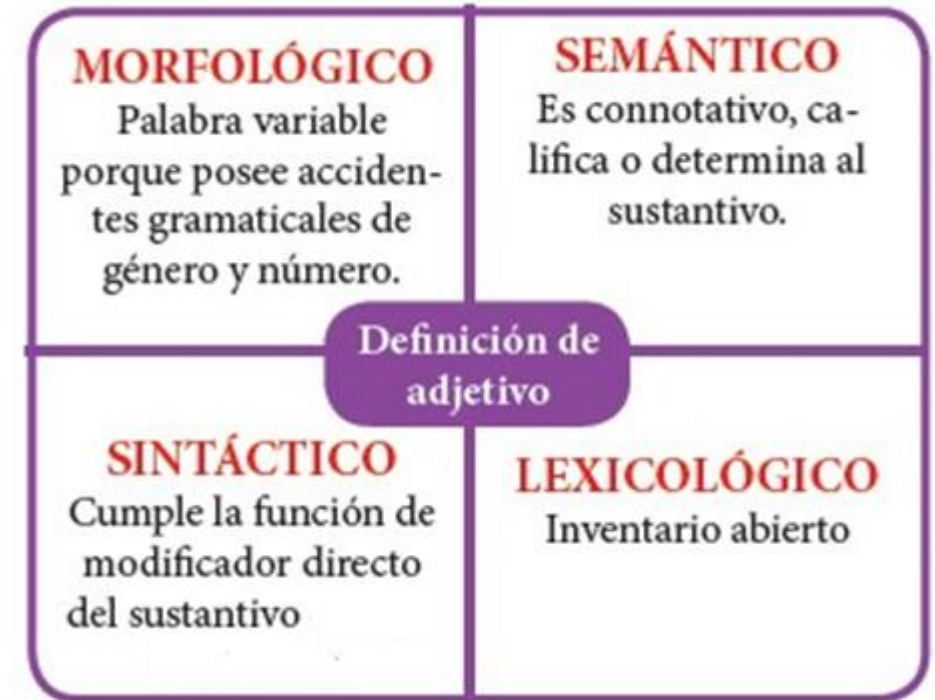 MORFOLÓGICO
Palabra variable
porque posee acciden-
tes gramaticales de
género y número.
SEMÁNTICO
Es connotativo, ca-
lifica o determina al
sustantivo.
Definición de
adjetivo
SINTÁCTICO
Cumple la función de
modificador directo
del sustantivo
LEXICOLÓGICO
Inventario abierto